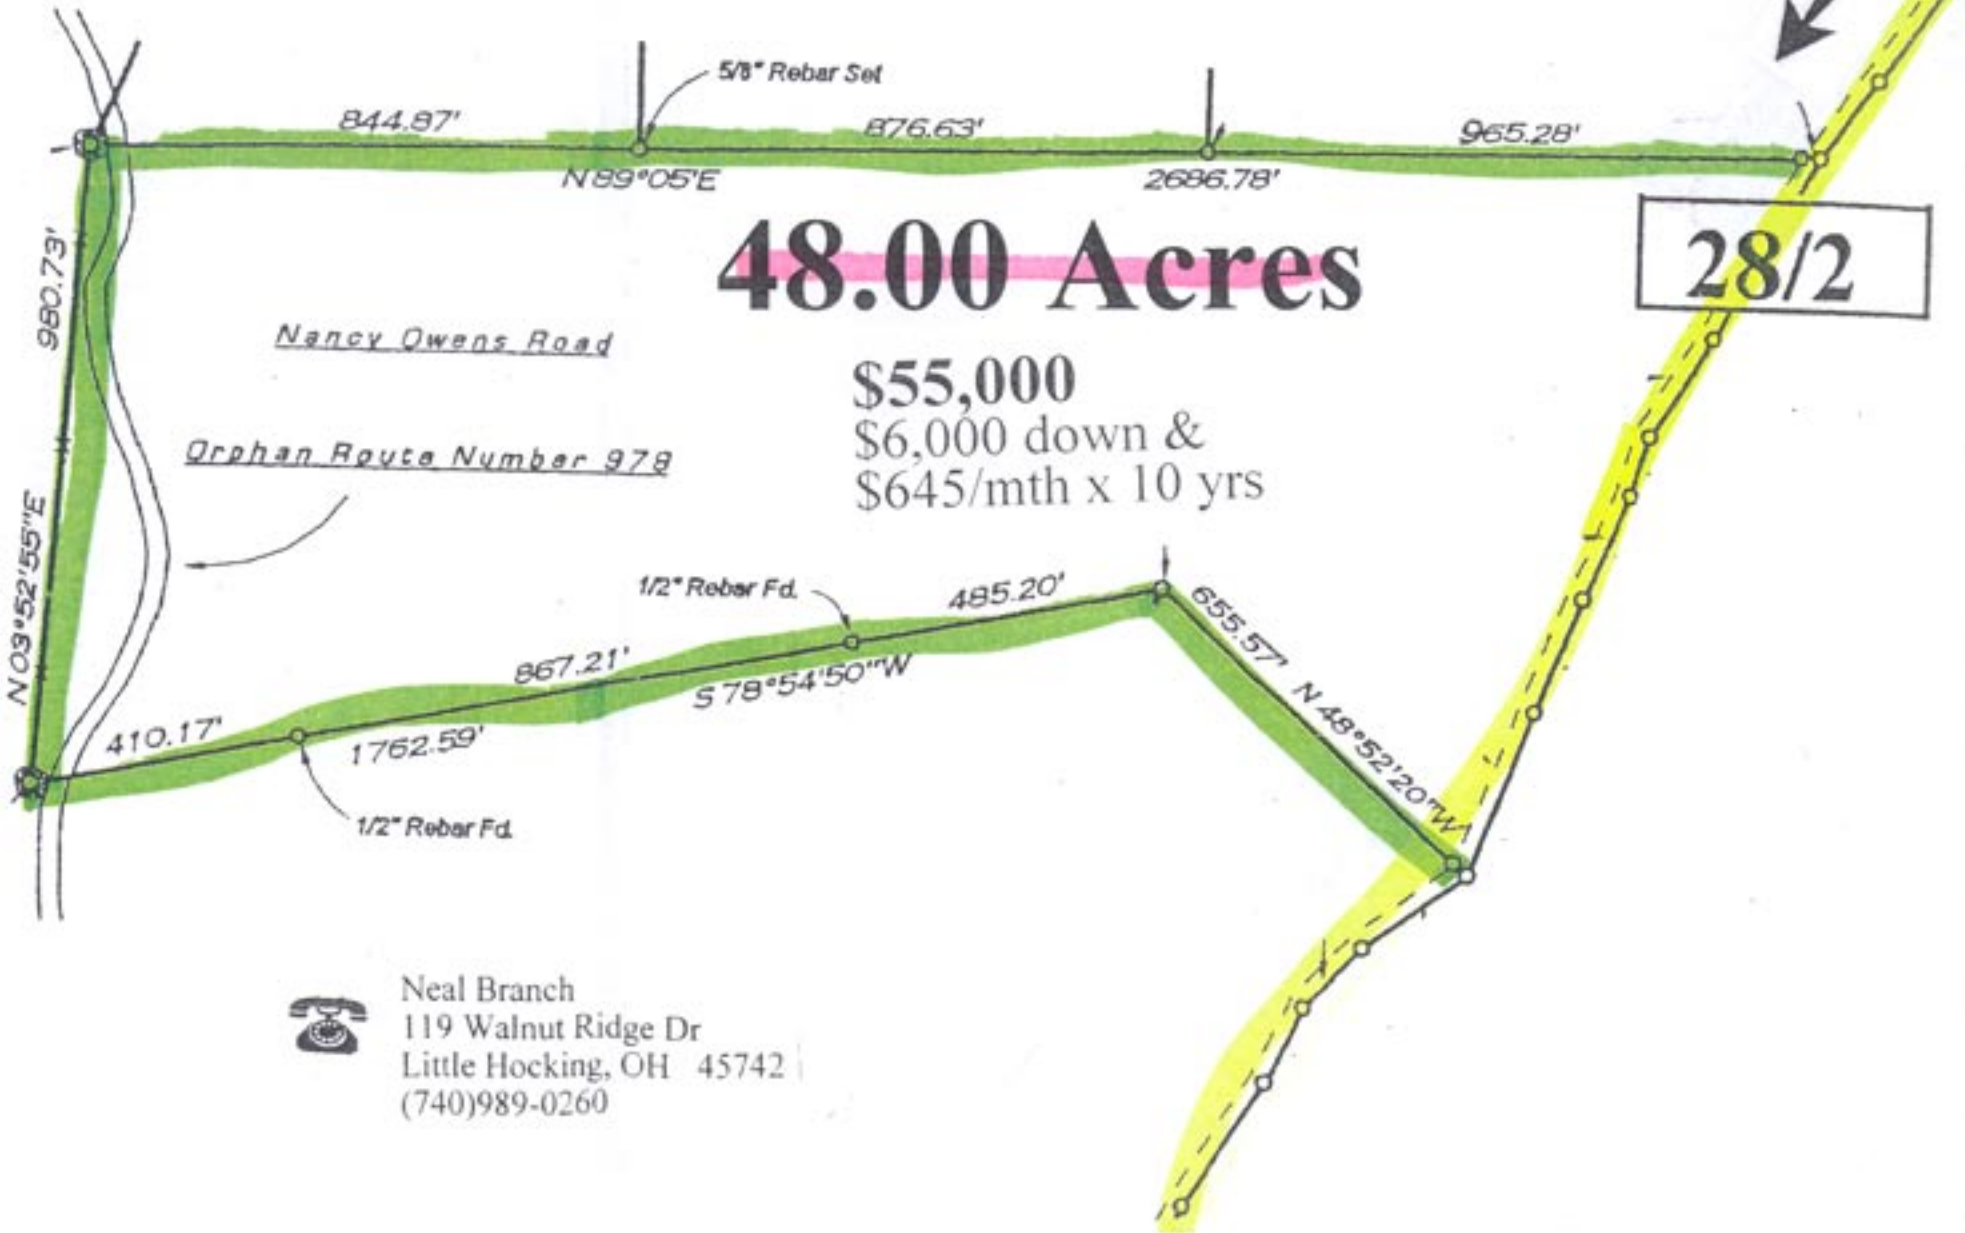 5/8" Rebar Set
844.87'
876.63'
965.28'
N 89°05'E
2686.78'
48.00 Acres
28/2
980.73'
Nancy Owens Road
$55,000
$6,000 down &
$645/mth x 10 yrs
Orphan Route Number 978
N 03°52'55"E
1/2" Rebar Fd.
485.20'
655.57'
N 48°52'20"W
867.21'
S 78°54'50"W
410.17'
1762.59'
1/2" Rebar Fd.
Neal Branch
119 Walnut Ridge Dr
Little Hocking, OH 45742
(740)989-0260